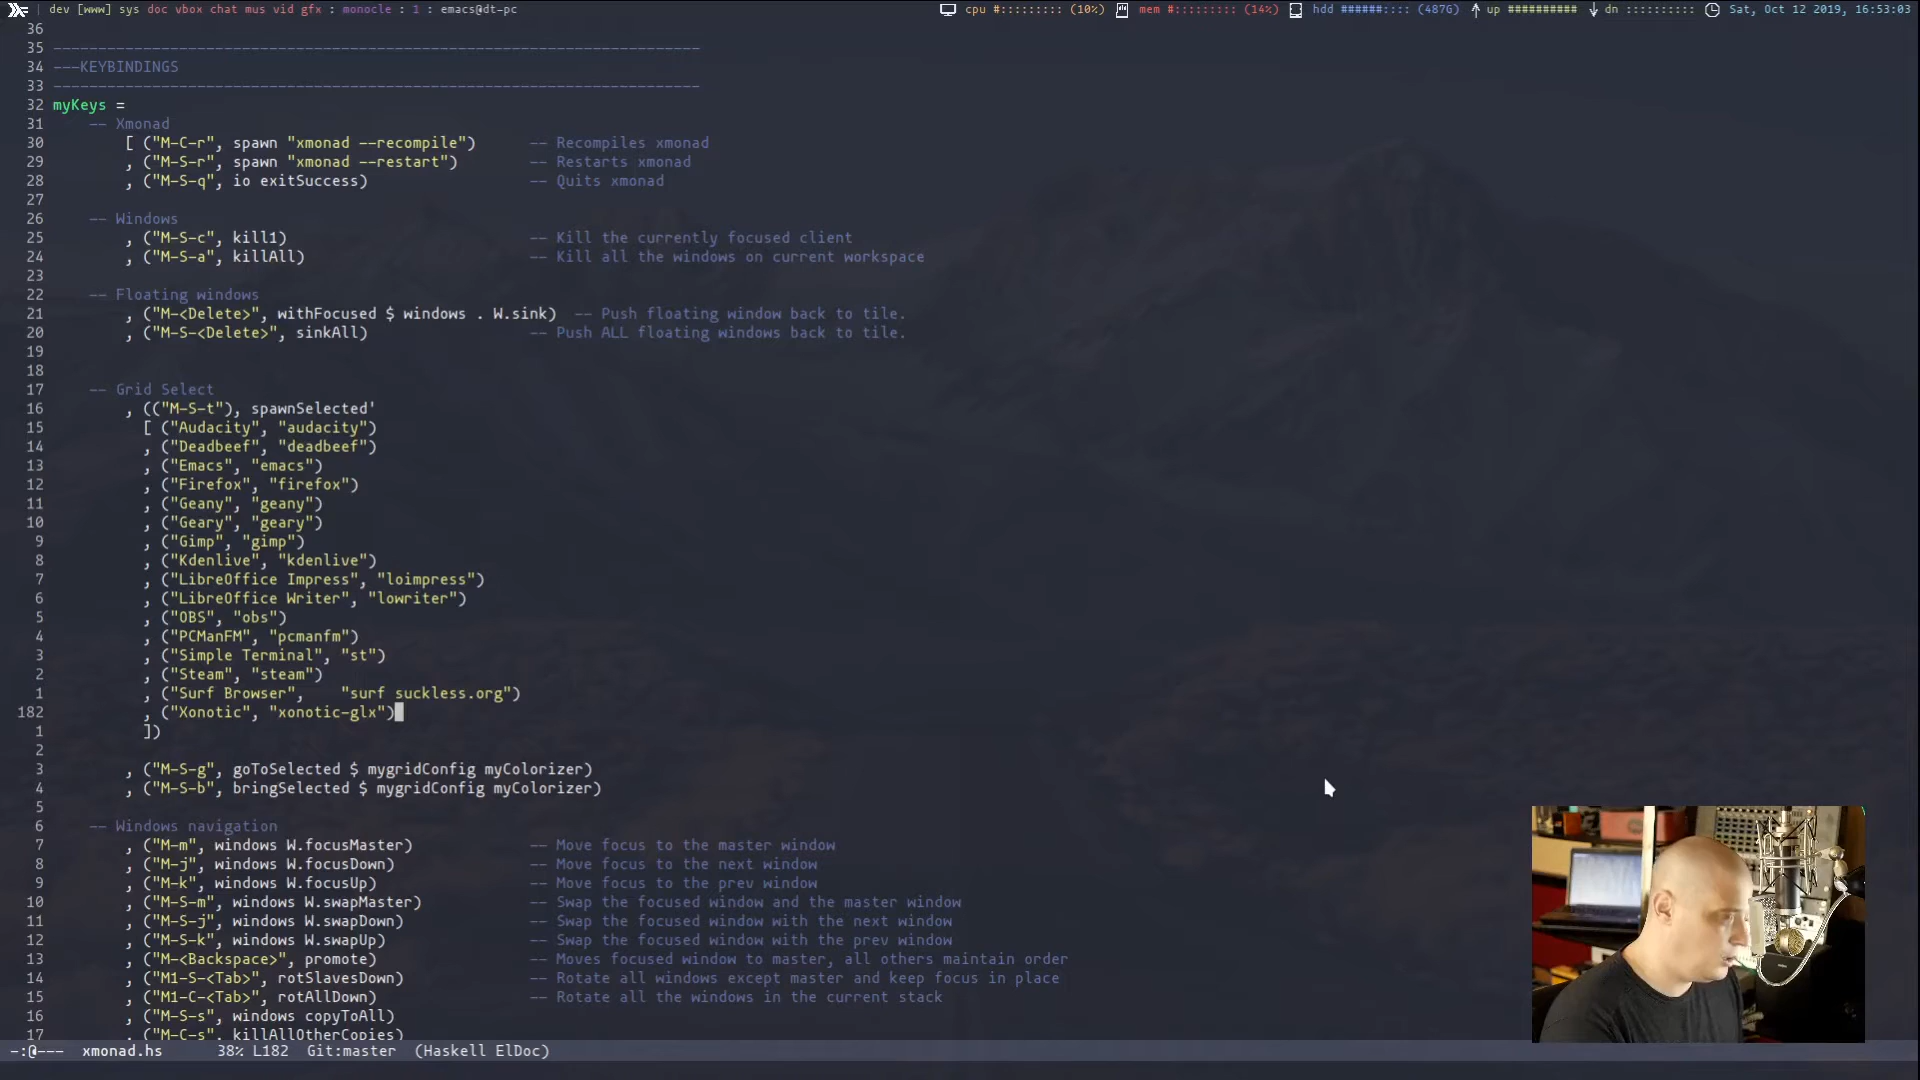 dev [www] sys doc vbox chat mus vid gfx : monocle : 1 : emacs@dt-pc cpu #::::::::: (10%) mem #::::::::: (14%) hdd ######:::: (487G) up ########## dn :::::::::: Sat, Oct 12 2019, 16:53:03
36
35 ------------------------------------------------------------------------
34 ---KEYBINDINGS
33 ------------------------------------------------------------------------
32 myKeys =
31 -- Xmonad
30 [ ("M-C-r", spawn "xmonad --recompile") -- Recompiles xmonad
29 , ("M-S-r", spawn "xmonad --restart") -- Restarts xmonad
28 , ("M-S-q", io exitSuccess) -- Quits xmonad
27
26 -- Windows
25 , ("M-S-c", kill1) -- Kill the currently focused client
24 , ("M-S-a", killAll) -- Kill all the windows on current workspace
23
22 -- Floating windows
21 , ("M-<Delete>", withFocused $ windows . W.sink) -- Push floating window back to tile.
20 , ("M-S-<Delete>", sinkAll) -- Push ALL floating windows back to tile.
19
18
17 -- Grid Select
16 , (("M-S-t"), spawnSelected'
15 [ ("Audacity", "audacity")
14 , ("Deadbeef", "deadbeef")
13 , ("Emacs", "emacs")
12 , ("Firefox", "firefox")
11 , ("Geany", "geany")
10 , ("Geary", "geary")
9 , ("Gimp", "gimp")
8 , ("Kdenlive", "kdenlive")
7 , ("LibreOffice Impress", "loimpress")
6 , ("LibreOffice Writer", "lowriter")
5 , ("OBS", "obs")
4 , ("PCManFM", "pcmanfm")
3 , ("Simple Terminal", "st")
2 , ("Steam", "steam")
1 , ("Surf Browser",    "surf suckless.org")
182 , ("Xonotic", "xonotic-glx")
1 ])
2
3 , ("M-S-g", goToSelected $ mygridConfig myColorizer)
4 , ("M-S-b", bringSelected $ mygridConfig myColorizer)
5
6 -- Windows navigation
7 , ("M-m", windows W.focusMaster) -- Move focus to the master window
8 , ("M-j", windows W.focusDown) -- Move focus to the next window
9 , ("M-k", windows W.focusUp) -- Move focus to the prev window
10 , ("M-S-m", windows W.swapMaster) -- Swap the focused window and the master window
11 , ("M-S-j", windows W.swapDown) -- Swap the focused window with the next window
12 , ("M-S-k", windows W.swapUp) -- Swap the focused window with the prev window
13 , ("M-<Backspace>", promote) -- Moves focused window to master, all others maintain order
14 , ("M1-S-<Tab>", rotSlavesDown) -- Rotate all windows except master and keep focus in place
15 , ("M1-C-<Tab>", rotAllDown) -- Rotate all the windows in the current stack
16 , ("M-S-s", windows copyToAll)
17 , ("M-C-s", killAllOtherCopies)
-:@--- xmonad.hs 38% L182 Git:master (Haskell ElDoc)